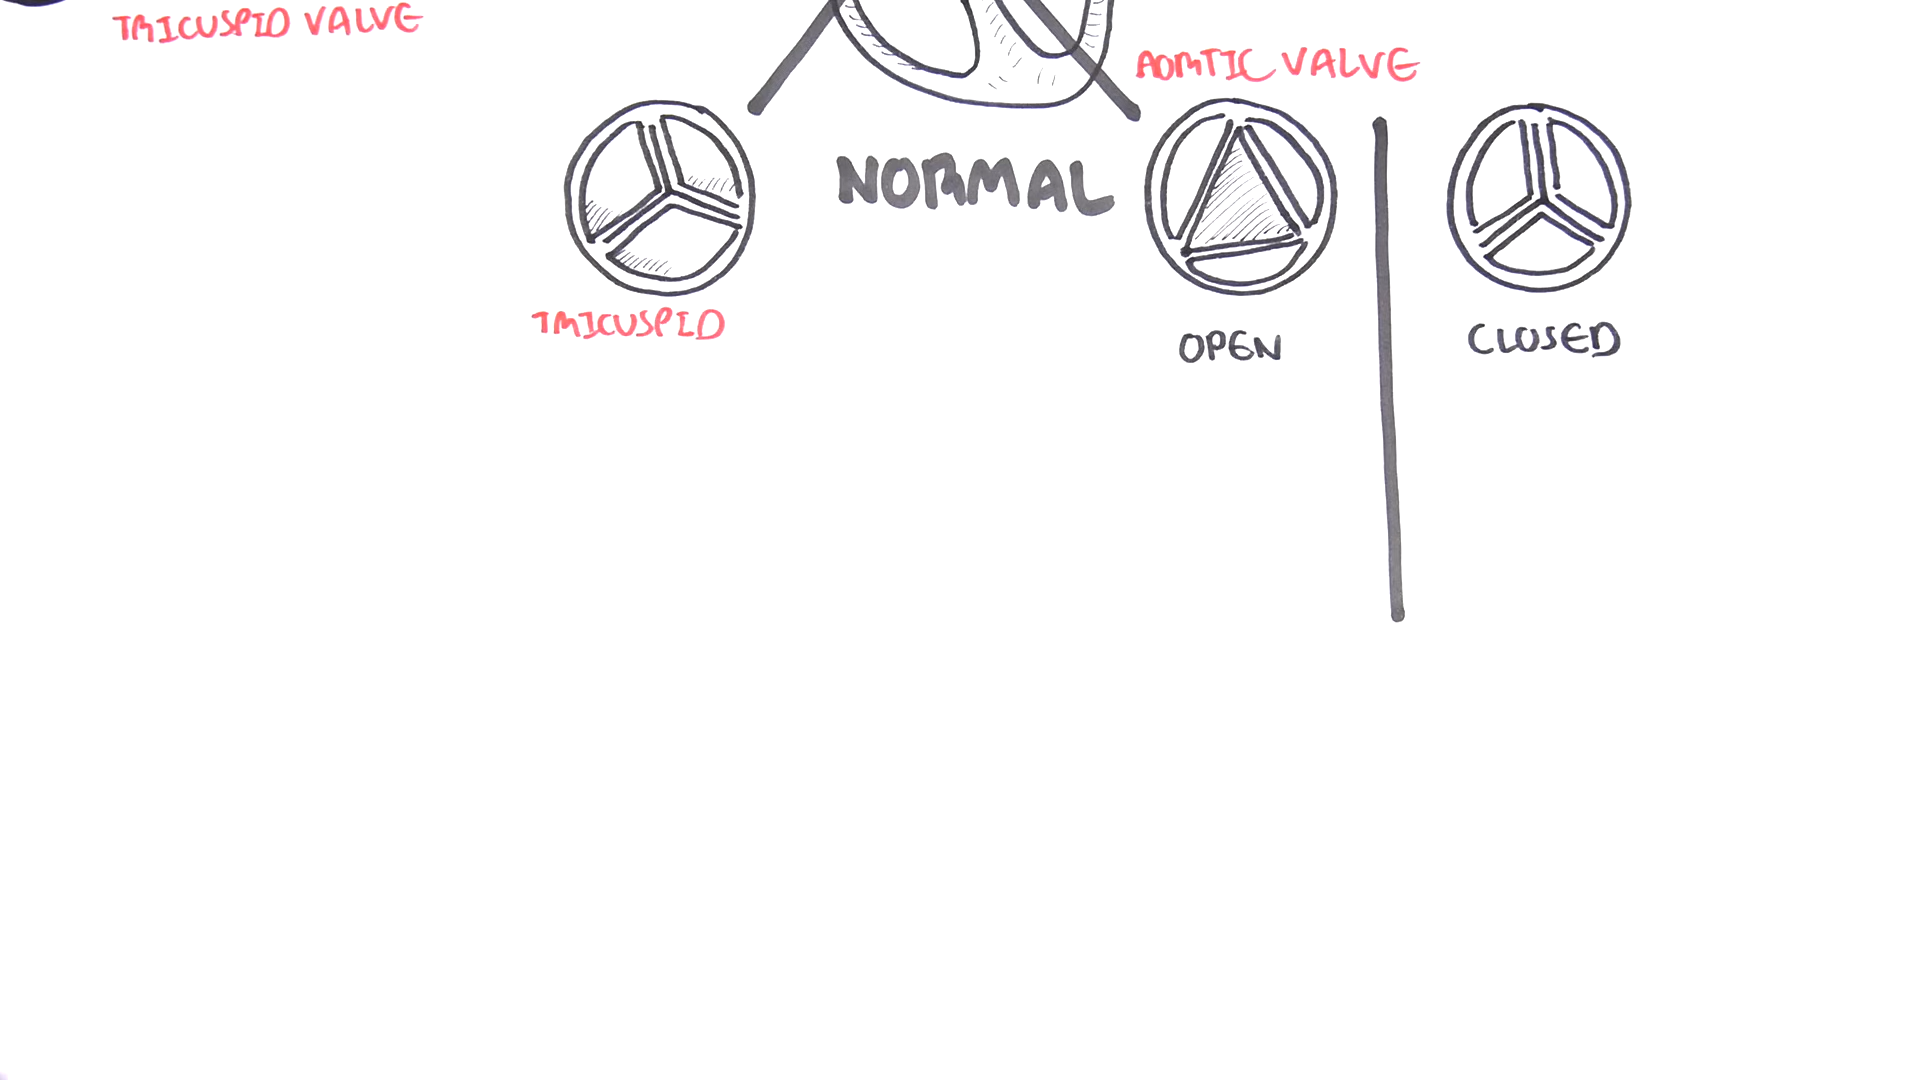 TRICUSPID VALVE
AORTIC VALVE
NORMAL
TRICUSPID
OPEN
CLOSED